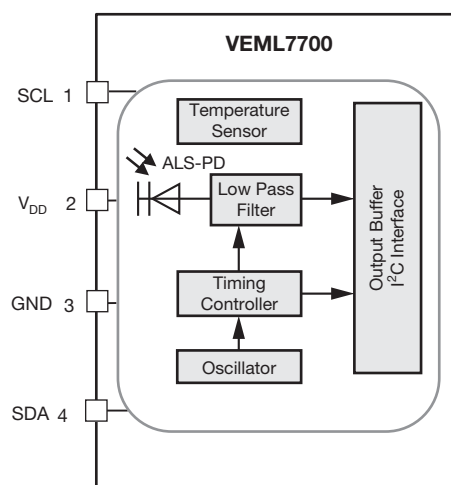 VEML7700
SCL 1
Temperature
Sensor
ALS-PD
VDD 2
Low Pass
Filter
Output Buffer
I²C Interface
GND 3
Timing
Controller
Oscillator
SDA 4